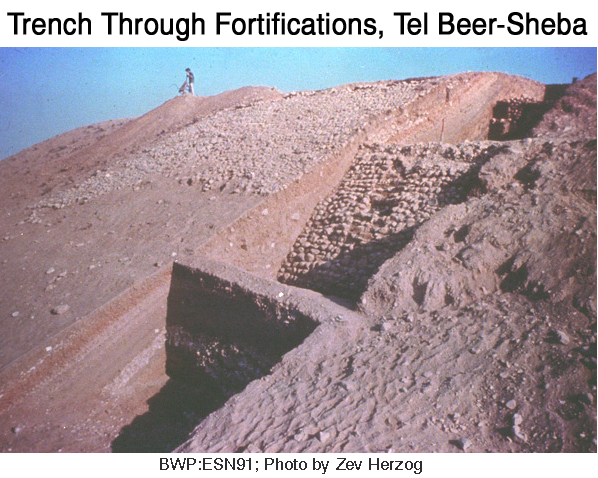 Trench Through Fortifications, Tel Beer-Sheba
BWP:ESN91; Photo by Zev Herzog